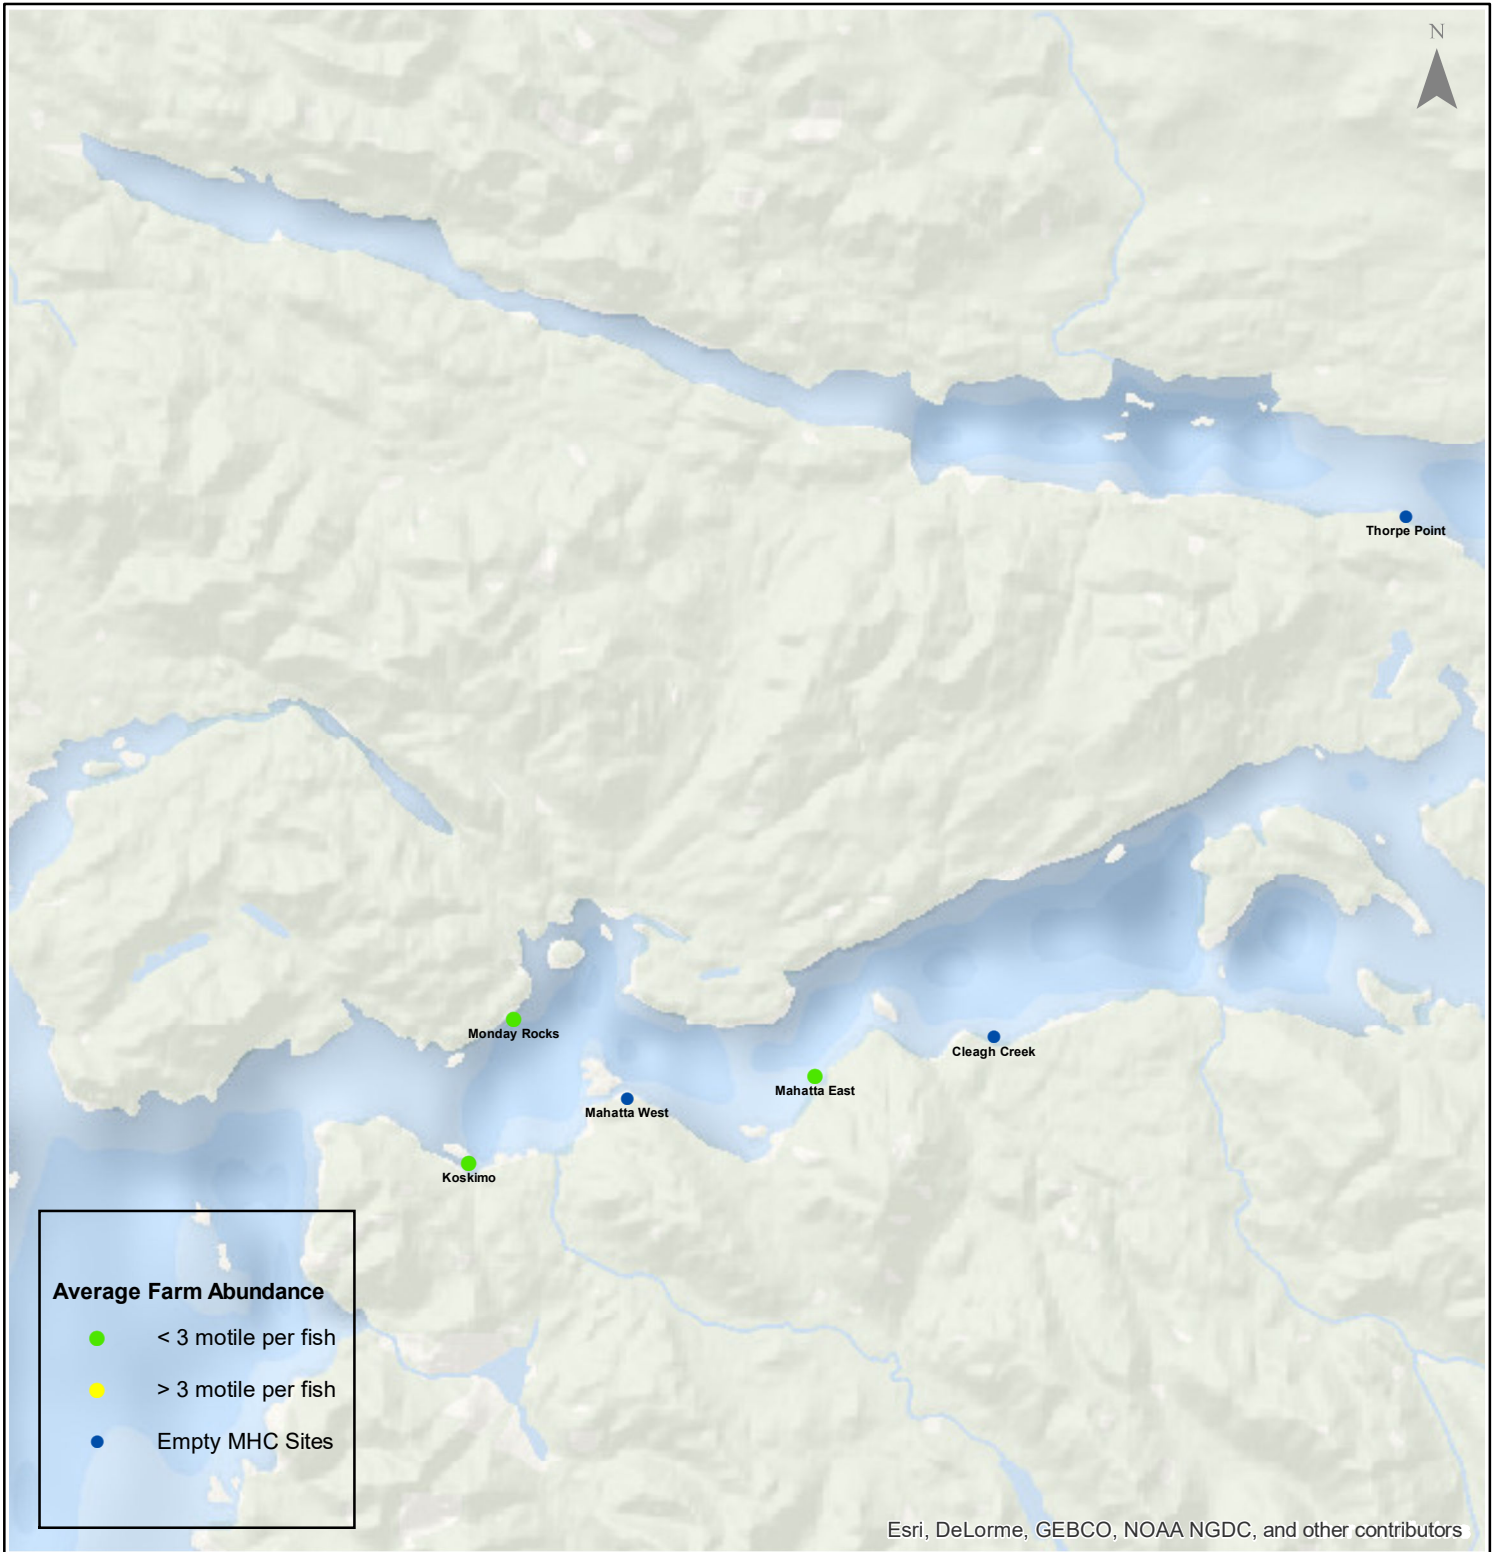 N
Thorpe Point
Monday Rocks
Cleagh Creek
Mahatta East
Mahatta West
Koskimo
Average Farm Abundance
< 3 motile per fish
> 3 motile per fish
Empty MHC Sites
Esri, DeLorme, GEBCO, NOAA NGDC, and other contributors